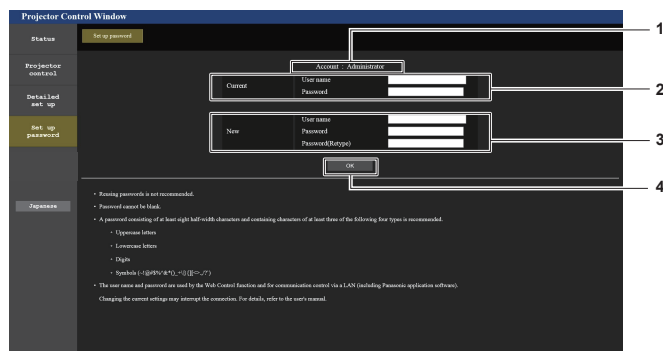 Projector Control Window
1
Status
Set up password
Projector
control
Account : Administrator
Current
User name
Password
2
Detailed
set up
Set up
password
New
User name
Password
Password(Retype)
3
OK
4
Japanese
• Reusing passwords is not recommended.
• Password cannot be blank.
• A password consisting of at least eight half-width characters and containing characters of at least three of the following four types is recommended.
• Uppercase letters
• Lowercase letters
• Digits
• The user name and password are used by the Web Control function and for communication control via a LAN (including Panasonic application software).
Changing the current settings may interrupt the connection. For details, refer to the user's manual.